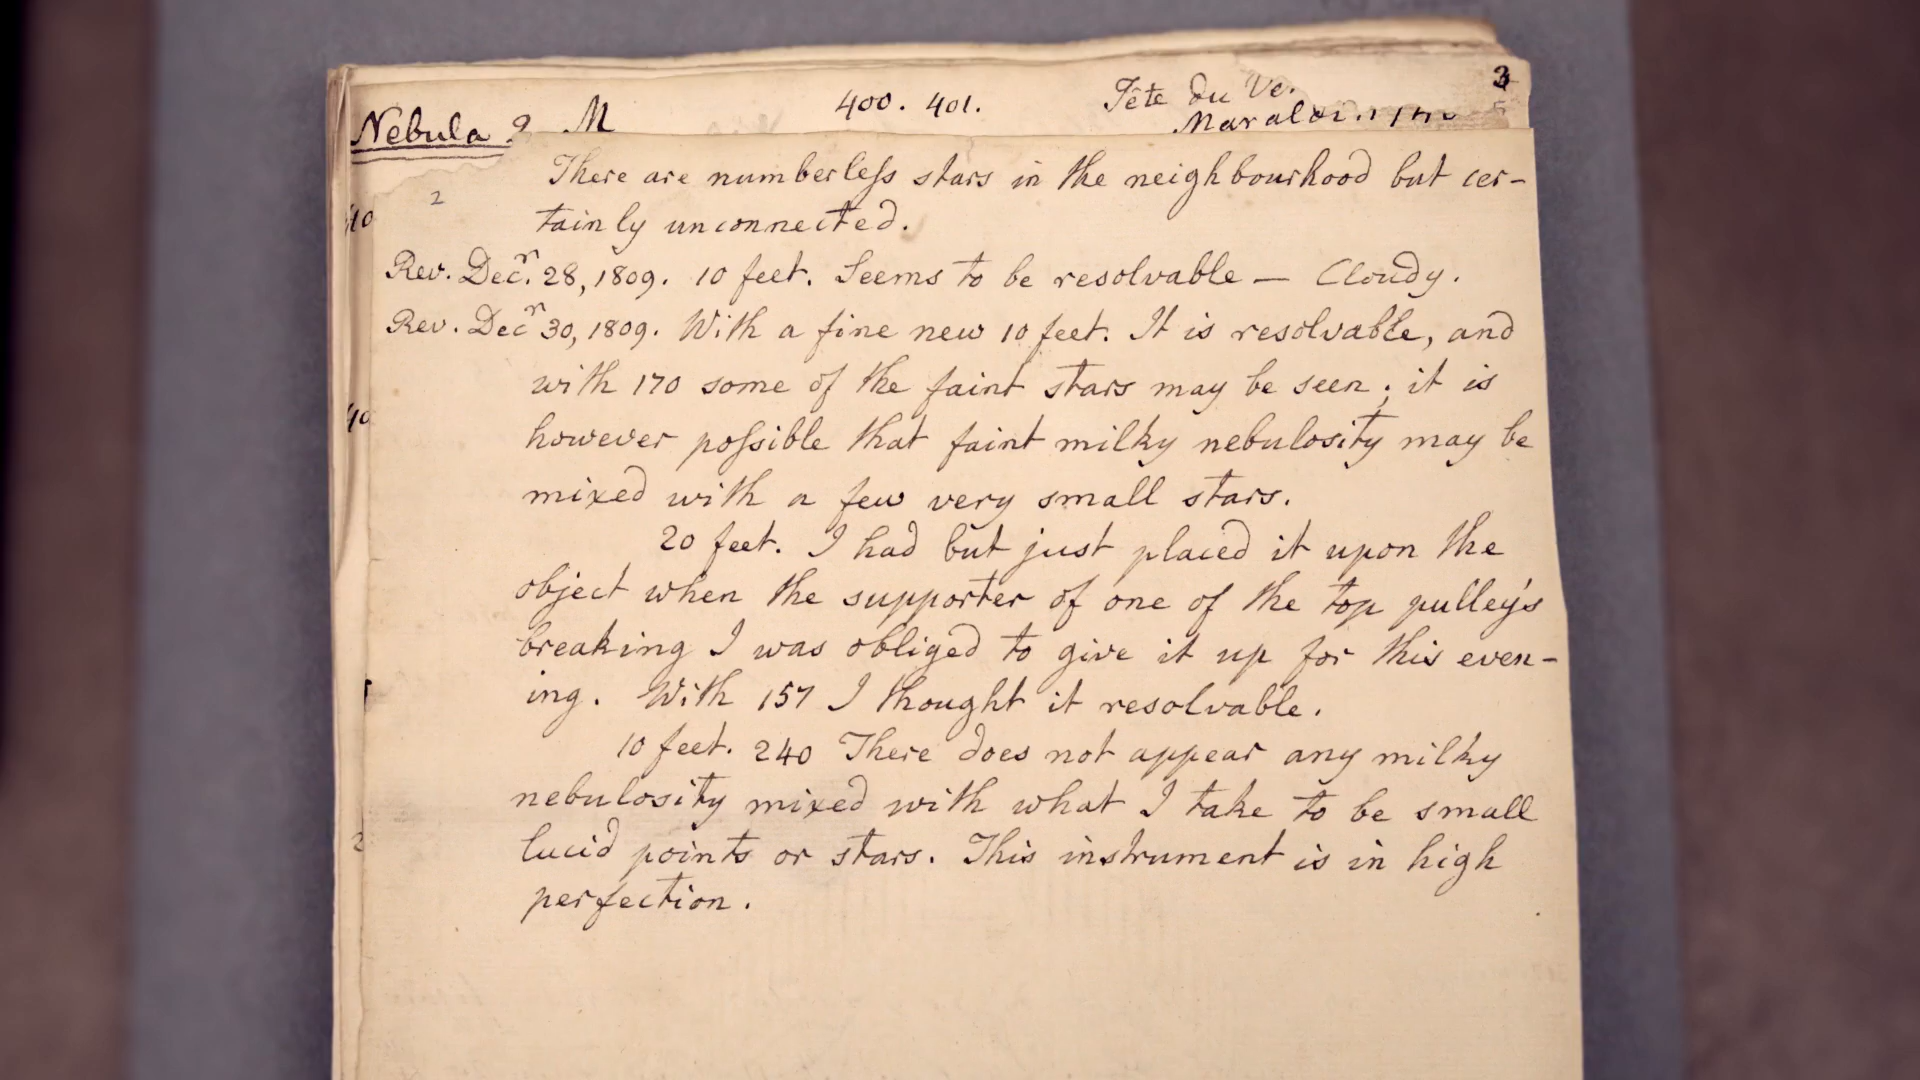 3
400. 401. Tête du Ve.
Nebula 2 M Maraldi.
2
There are numberleſs stars in the neighbourhood but cer-
40
tainly unconnected.
Rev. Decr. 28, 1809. 10 feet. Seems to be resolvable — Cloudy.
Rev. Decr 30, 1809. With a fine new 10 feet. It is resolvable, and
with 170 some of the faint stars may be seen; it is
40
however poſsible that faint milky nebulosity may be
mixed with a few very small stars.
20 feet. I had but just placed it upon the
object when the supporter of one of the top pulley's
breaking I was obliged to give it up for this even-
ing. With 157 I thought it resolvable.
10 feet. 240 There does not appear any milky
nebulosity mixed with what I take to be small
2
lucid points or stars. This instrument is in high
perfection.